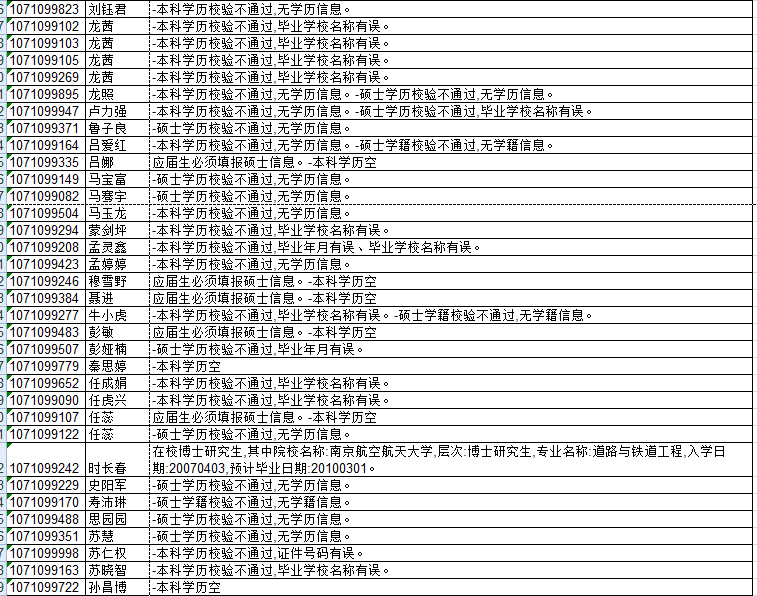 1071099823 刘钰君 -本科学历校验不通过,无学历信息。
1071099102 龙茜 -本科学历校验不通过,毕业学校名称有误。
1071099103 龙茜 -本科学历校验不通过,毕业学校名称有误。
1071099105 龙茜 -本科学历校验不通过,毕业学校名称有误。
1071099269 龙茜 -本科学历校验不通过,毕业学校名称有误。
1071099895 龙照 -本科学历校验不通过,无学历信息。-硕士学历校验不通过,无学历信息。
1071099947 卢力强 -本科学历校验不通过,无学历信息。-硕士学历校验不通过,毕业学校名称有误。
1071099371 鲁子良 -硕士学历校验不通过,无学历信息。
1071099164 吕爱红 -本科学历校验不通过,无学历信息。-硕士学籍校验不通过,无学籍信息。
1071099335 吕娜 应届生必须填报硕士信息。-本科学历空
1071099149 马宝富 -硕士学历校验不通过,无学历信息。
1071099082 马骞宇 -硕士学历校验不通过,无学历信息。
1071099504 马玉龙 -本科学历校验不通过,无学历信息。
1071099294 蒙剑坪 -本科学历校验不通过,毕业学校名称有误。
1071099208 孟灵鑫 -本科学历校验不通过,毕业年月有误、毕业学校名称有误。
1071099423 孟婷婷 -本科学历校验不通过,无学历信息。
1071099246 穆雪野 应届生必须填报硕士信息。-本科学历空
1071099384 聂进 应届生必须填报硕士信息。-本科学历空
1071099277 牛小虎 -本科学历校验不通过,毕业学校名称有误。-硕士学籍校验不通过,无学籍信息。
1071099483 彭敏 应届生必须填报硕士信息。-本科学历空
1071099507 彭娅楠 -硕士学历校验不通过,毕业年月有误。
1071099779 秦思婷 -本科学历空
1071099652 任成娟 -本科学历校验不通过,毕业学校名称有误。
1071099090 任虎兴 -本科学历校验不通过,毕业学校名称有误。
1071099107 任蕊 应届生必须填报硕士信息。-本科学历空
1071099122 任蕊 -硕士学历校验不通过,无学历信息。
在校博士研究生,其中院校名称:南京航空航天大学,层次:博士研究生,专业名称:道路与铁道工程,入学日
1071099242 时长春 期:20070403,预计毕业日期:20100301。
1071099229 史阳军 -硕士学历校验不通过,无学历信息。
1071099170 寿沛琳 -硕士学籍校验不通过,无学籍信息。
1071099488 思园园 -硕士学历校验不通过,无学历信息。
1071099351 苏慧 -硕士学历校验不通过,无学历信息。
1071099998 苏仁权 -本科学历校验不通过,证件号码有误。
1071099163 苏晓智 -本科学历校验不通过,毕业学校名称有误。
1071099722 孙昌博 -本科学历空